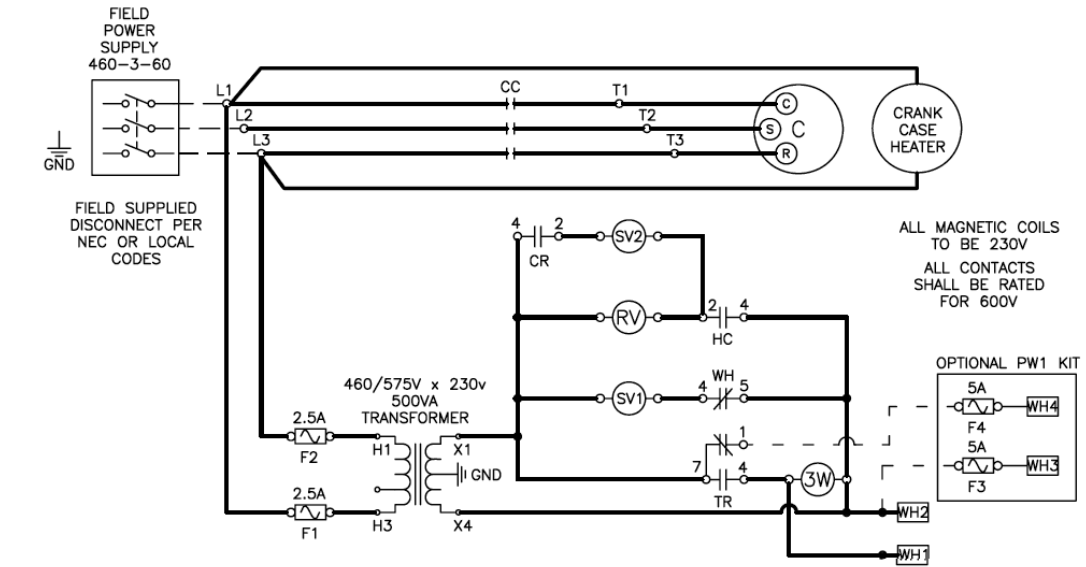 FIELD
POWER
SUPPLY
460-3-60
GND
FIELD SUPPLIED
DISCONNECT PER
NEC OR LOCAL
CODES
L1
L2
L3
CC
T1
T2
T3
C
S
R
C
CRANK
CASE
HEATER
ALL MAGNETIC COILS
TO BE 230V
ALL CONTACTS
SHALL BE RATED
FOR 600V
4
2
CR
SV2
RV
2
4
HC
SV1
WH
4
5
1
7
4
TR
3W
460/575V x 230v
500VA
TRANSFORMER
2.5A
F2
H1
X1
GND
2.5A
F1
H3
X4
OPTIONAL PW1 KIT
5A
F4
WH4
5A
F3
WH3
WH2
WH1